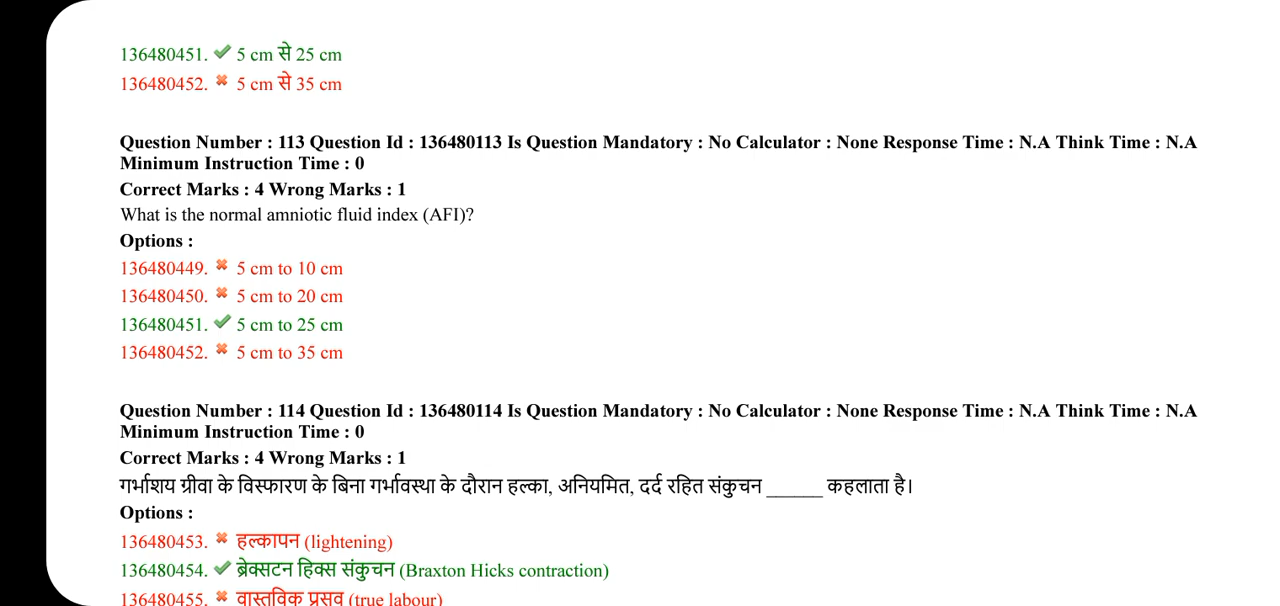 136480451. 5 cm से 25 cm
136480452. 5 cm से 35 cm
Question Number : 113 Question Id : 136480113 Is Question Mandatory : No Calculator : None Response Time : N.A Think Time : N.A
Minimum Instruction Time : 0
Correct Marks : 4 Wrong Marks : 1
What is the normal amniotic fluid index (AFI)?
Options :
136480449. 5 cm to 10 cm
136480450. 5 cm to 20 cm
136480451. 5 cm to 25 cm
136480452. 5 cm to 35 cm
Question Number : 114 Question Id : 136480114 Is Question Mandatory : No Calculator : None Response Time : N.A Think Time : N.A
Minimum Instruction Time : 0
Correct Marks : 4 Wrong Marks : 1
गर्भाशय ग्रीवा के विस्फारण के बिना गर्भावस्था के दौरान हल्का, अनियमित, दर्द रहित संकुचन ______ कहलाता है।
Options :
136480453. हल्कापन (lightening)
136480454. ब्रेक्सटन हिक्स संकुचन (Braxton Hicks contraction)
136480455. वास्तविक प्रसव (true labour)